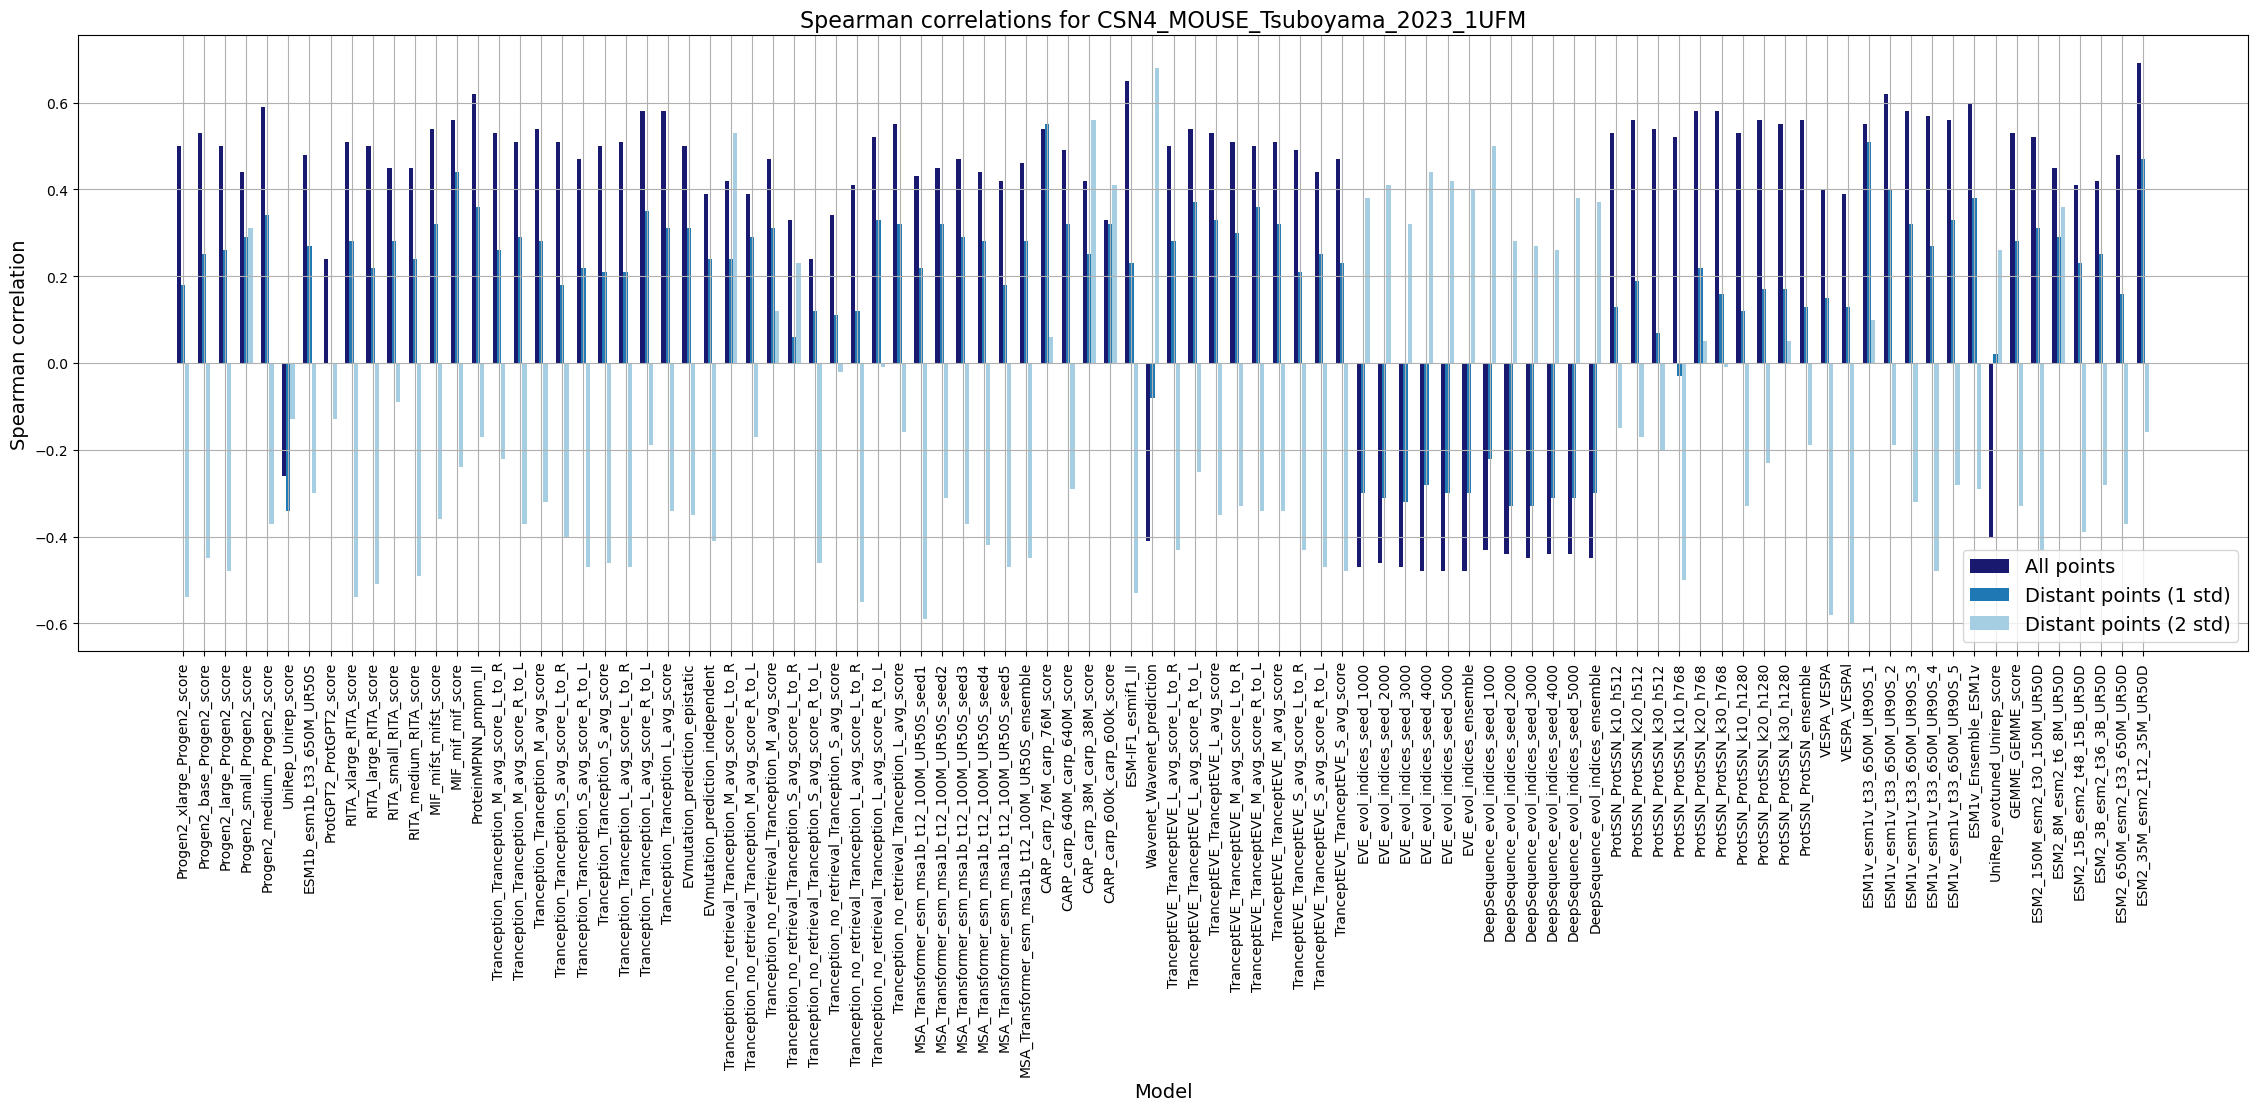 Spearman correlations for CSN4_MOUSE_Tsuboyama_2023_1UFM
Spearman correlation
0.6
0.4
0.2
0.0
−0.2
−0.4
−0.6
All points
Distant points (1 std)
Distant points (2 std)
Progen2_xlarge_Progen2_score
Progen2_base_Progen2_score
Progen2_large_Progen2_score
Progen2_small_Progen2_score
Progen2_medium_Progen2_score
UniRep_Unirep_score
ESM1b_esm1b_t33_650M_UR50S
ProtGPT2_ProtGPT2_score
RITA_xlarge_RITA_score
RITA_large_RITA_score
RITA_small_RITA_score
RITA_medium_RITA_score
MIF_mifst_mifst_score
MIF_mif_mif_score
ProteinMPNN_pmpnn_ll
Tranception_Tranception_M_avg_score_L_to_R
Tranception_Tranception_M_avg_score_R_to_L
Tranception_Tranception_M_avg_score
Tranception_Tranception_S_avg_score_L_to_R
Tranception_Tranception_S_avg_score_R_to_L
Tranception_Tranception_S_avg_score
Tranception_Tranception_L_avg_score_L_to_R
Tranception_Tranception_L_avg_score_R_to_L
Tranception_Tranception_L_avg_score
EVmutation_prediction_epistatic
EVmutation_prediction_independent
Tranception_no_retrieval_Tranception_M_avg_score_L_to_R
Tranception_no_retrieval_Tranception_M_avg_score_R_to_L
Tranception_no_retrieval_Tranception_M_avg_score
Tranception_no_retrieval_Tranception_S_avg_score_L_to_R
Tranception_no_retrieval_Tranception_S_avg_score_R_to_L
Tranception_no_retrieval_Tranception_S_avg_score
Tranception_no_retrieval_Tranception_L_avg_score_L_to_R
Tranception_no_retrieval_Tranception_L_avg_score_R_to_L
Tranception_no_retrieval_Tranception_L_avg_score
MSA_Transformer_esm_msa1b_t12_100M_UR50S_seed1
MSA_Transformer_esm_msa1b_t12_100M_UR50S_seed2
MSA_Transformer_esm_msa1b_t12_100M_UR50S_seed3
MSA_Transformer_esm_msa1b_t12_100M_UR50S_seed4
MSA_Transformer_esm_msa1b_t12_100M_UR50S_seed5
MSA_Transformer_esm_msa1b_t12_100M_UR50S_ensemble
CARP_carp_76M_carp_76M_score
CARP_carp_640M_carp_640M_score
CARP_carp_38M_carp_38M_score
CARP_carp_600k_carp_600k_score
ESM-IF1_esmif1_ll
Wavenet_Wavenet_prediction
TranceptEVE_TranceptEVE_L_avg_score_L_to_R
TranceptEVE_TranceptEVE_L_avg_score_R_to_L
TranceptEVE_TranceptEVE_L_avg_score
TranceptEVE_TranceptEVE_M_avg_score_L_to_R
TranceptEVE_TranceptEVE_M_avg_score_R_to_L
TranceptEVE_TranceptEVE_M_avg_score
TranceptEVE_TranceptEVE_S_avg_score_L_to_R
TranceptEVE_TranceptEVE_S_avg_score_R_to_L
TranceptEVE_TranceptEVE_S_avg_score
EVE_evol_indices_seed_1000
EVE_evol_indices_seed_2000
EVE_evol_indices_seed_3000
EVE_evol_indices_seed_4000
EVE_evol_indices_seed_5000
EVE_evol_indices_ensemble
DeepSequence_evol_indices_seed_1000
DeepSequence_evol_indices_seed_2000
DeepSequence_evol_indices_seed_3000
DeepSequence_evol_indices_seed_4000
DeepSequence_evol_indices_seed_5000
DeepSequence_evol_indices_ensemble
ProtSSN_ProtSSN_k10_h512
ProtSSN_ProtSSN_k20_h512
ProtSSN_ProtSSN_k30_h512
ProtSSN_ProtSSN_k10_h768
ProtSSN_ProtSSN_k20_h768
ProtSSN_ProtSSN_k30_h768
ProtSSN_ProtSSN_k10_h1280
ProtSSN_ProtSSN_k20_h1280
ProtSSN_ProtSSN_k30_h1280
ProtSSN_ProtSSN_ensemble
VESPA_VESPA
VESPA_VESPAl
ESM1v_esm1v_t33_650M_UR90S_1
ESM1v_esm1v_t33_650M_UR90S_2
ESM1v_esm1v_t33_650M_UR90S_3
ESM1v_esm1v_t33_650M_UR90S_4
ESM1v_esm1v_t33_650M_UR90S_5
ESM1v_Ensemble_ESM1v
UniRep_evotuned_Unirep_score
GEMME_GEMME_score
ESM2_150M_esm2_t30_150M_UR50D
ESM2_8M_esm2_t6_8M_UR50D
ESM2_15B_esm2_t48_15B_UR50D
ESM2_3B_esm2_t36_3B_UR50D
ESM2_650M_esm2_t33_650M_UR50D
ESM2_35M_esm2_t12_35M_UR50D
Model